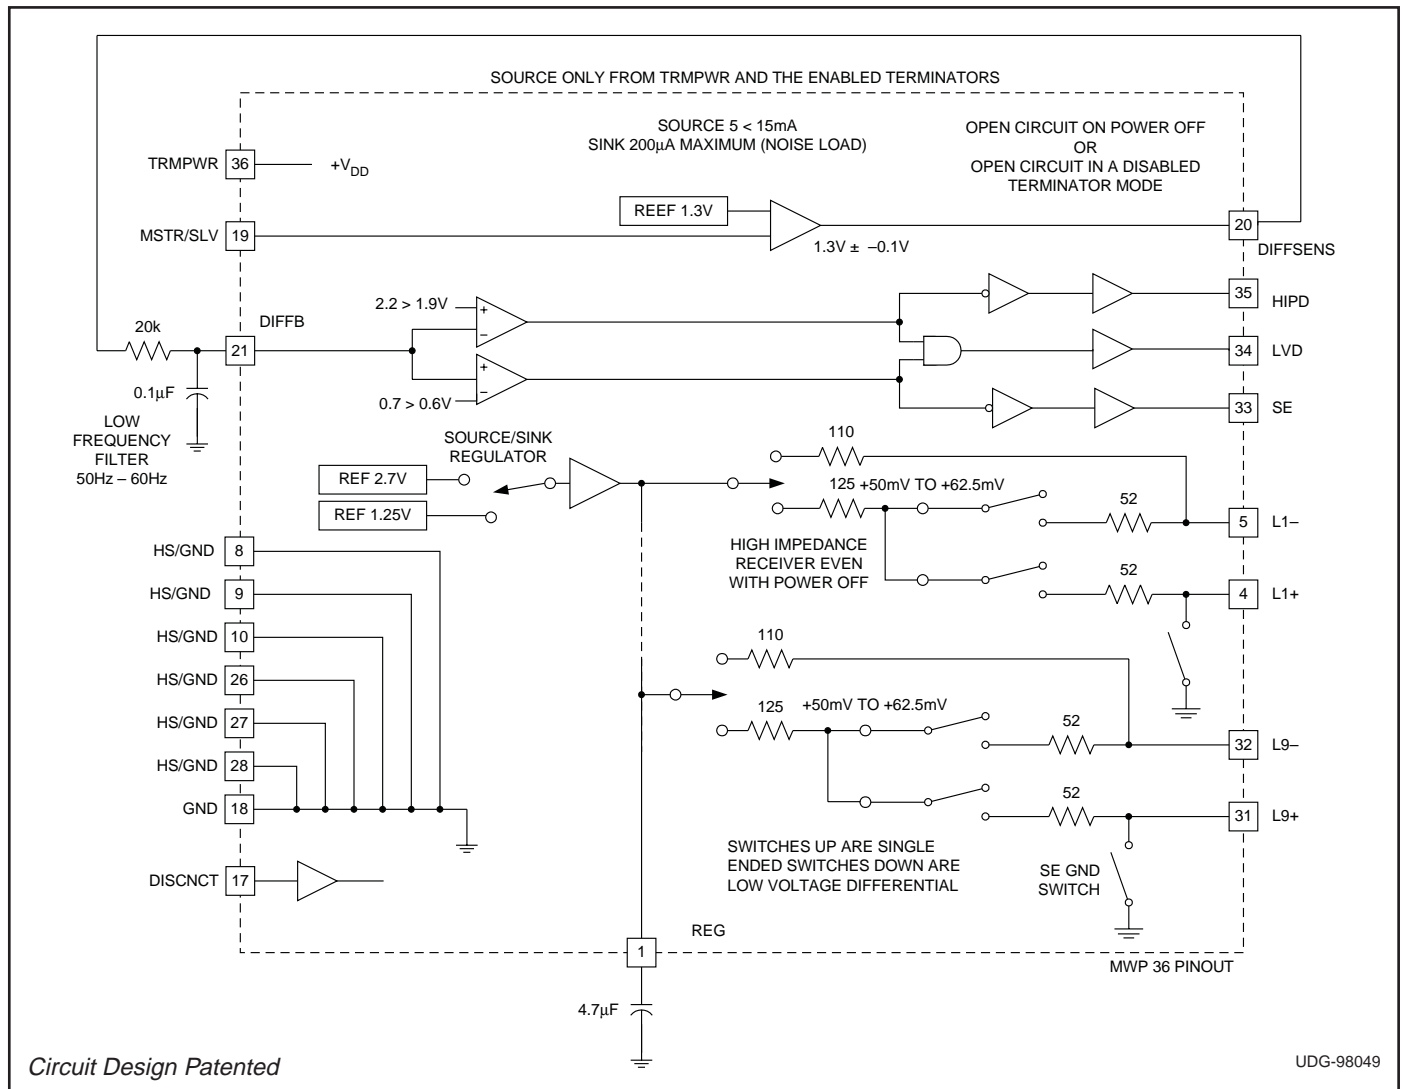 SOURCE ONLY FROM TRMPWR AND THE ENABLED TERMINATORS
SOURCE 5 < 15mA
SINK 200µA MAXIMUM (NOISE LOAD)
OPEN CIRCUIT ON POWER OFF
OR
OPEN CIRCUIT IN A DISABLED
TERMINATOR MODE
TRMPWR 36 +VDD
REEF 1.3V
MSTR/SLV 19
1.3V ± –0.1V
20
DIFFSENS
2.2 > 1.9V
+
–
35 HIPD
20k
DIFFB
21
34 LVD
+
–
0.7 > 0.6V
0.1µF
33 SE
LOW
FREQUENCY
FILTER
50Hz – 60Hz
SOURCE/SINK
REGULATOR
REF 2.7V
REF 1.25V
110
125 +50mV TO +62.5mV
52
5 L1–
HIGH IMPEDANCE
RECEIVER EVEN
WITH POWER OFF
52
4 L1+
HS/GND 8
HS/GND 9
HS/GND 10
HS/GND 26
HS/GND 27
HS/GND 28
GND 18
DISCNCT 17
110
125 +50mV TO +62.5mV
52
32 L9–
52
31 L9+
SWITCHES UP ARE SINGLE
ENDED SWITCHES DOWN ARE
LOW VOLTAGE DIFFERENTIAL
SE GND
SWITCH
REG
1
MWP 36 PINOUT
4.7µF
Circuit Design Patented
UDG-98049